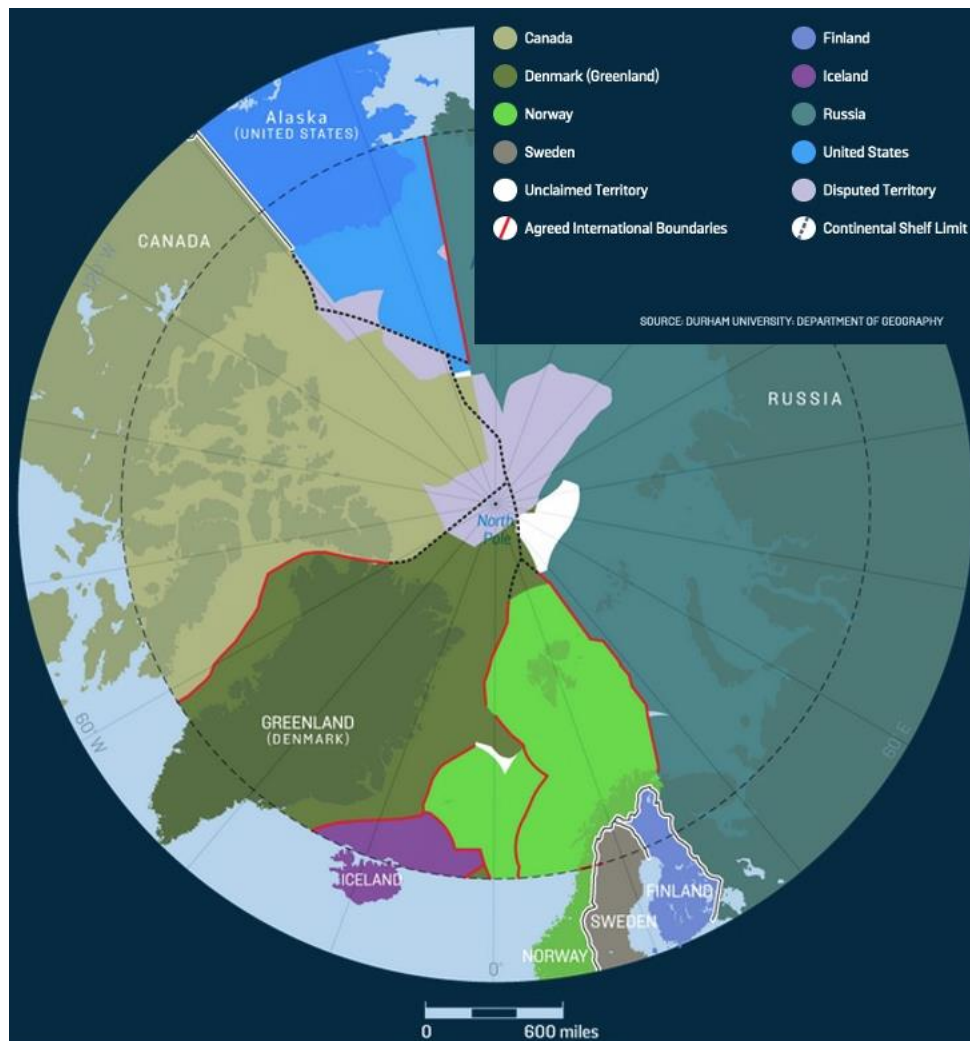 Canada
Denmark (Greenland)
Norway
Sweden
Unclaimed Territory
Agreed International Boundaries
Finland
Iceland
Russia
United States
Disputed Territory
Continental Shelf Limit
SOURCE: DURHAM UNIVERSITY: DEPARTMENT OF GEOGRAPHY
Alaska
(UNITED STATES)
CANADA
RUSSIA
North
Pole
60°W
60°E
GREENLAND
(DENMARK)
ICELAND
FINLAND
SWEDEN
NORWAY
0°
0
600 miles